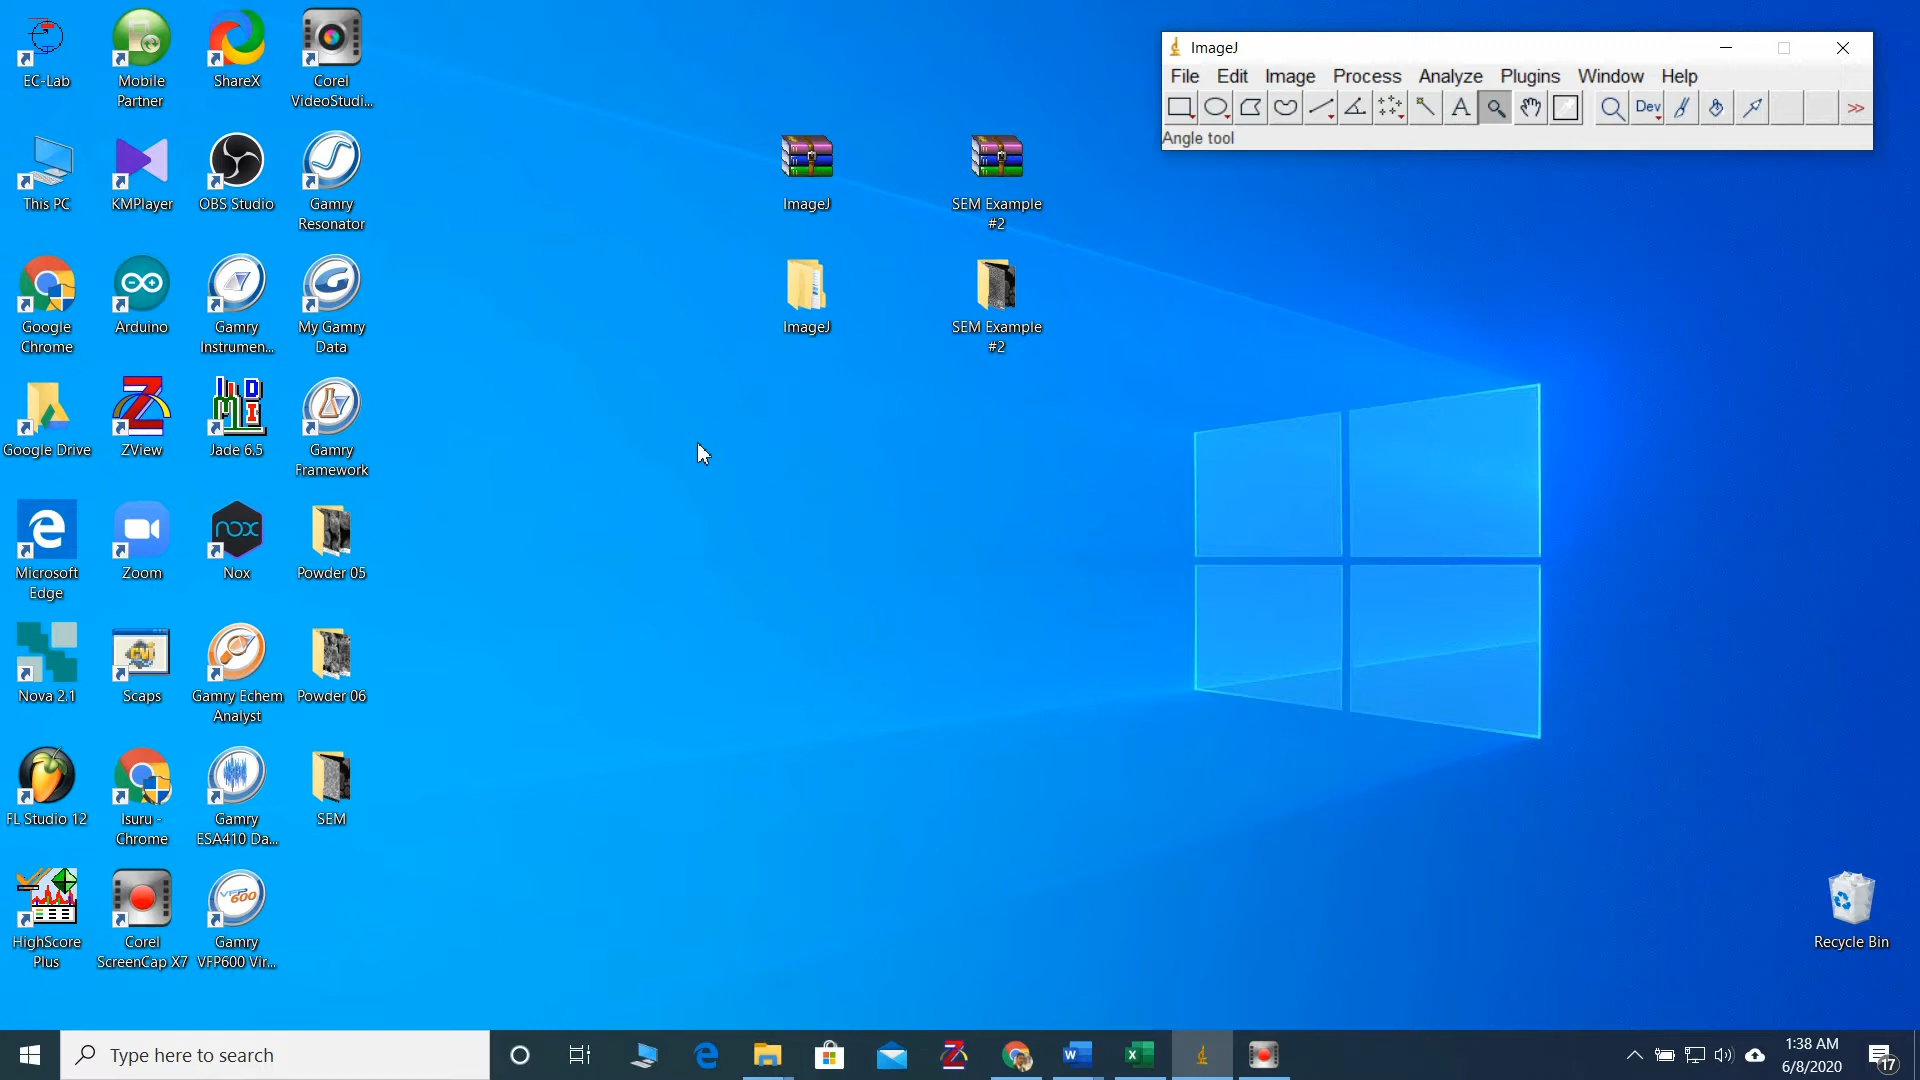 EC-Lab
Mobile
Partner
ShareX
Corel
VideoStudi...
This PC
KMPlayer
OBS Studio
Gamry
Resonator
Google
Chrome
Arduino
Gamry
Instrumen...
My Gamry
Data
Google Drive
ZView
Jade 6.5
Gamry
Framework
Microsoft
Edge
Zoom
nox
Nox
Powder 05
Nova 2.1
Scaps
Gamry Echem
Analyst
Powder 06
FL Studio 12
Isuru -
Chrome
Gamry
ESA410 Da...
SEM
HighScore
Plus
Corel
ScreenCap X7
VFP600
Gamry
VFP600 Vir...
ImageJ
SEM Example
#2
ImageJ
SEM Example
#2
ImageJ
File Edit Image Process Analyze Plugins Window Help
A Dev >>
Angle tool
Recycle Bin
Type here to search
1:38 AM
6/8/2020
17